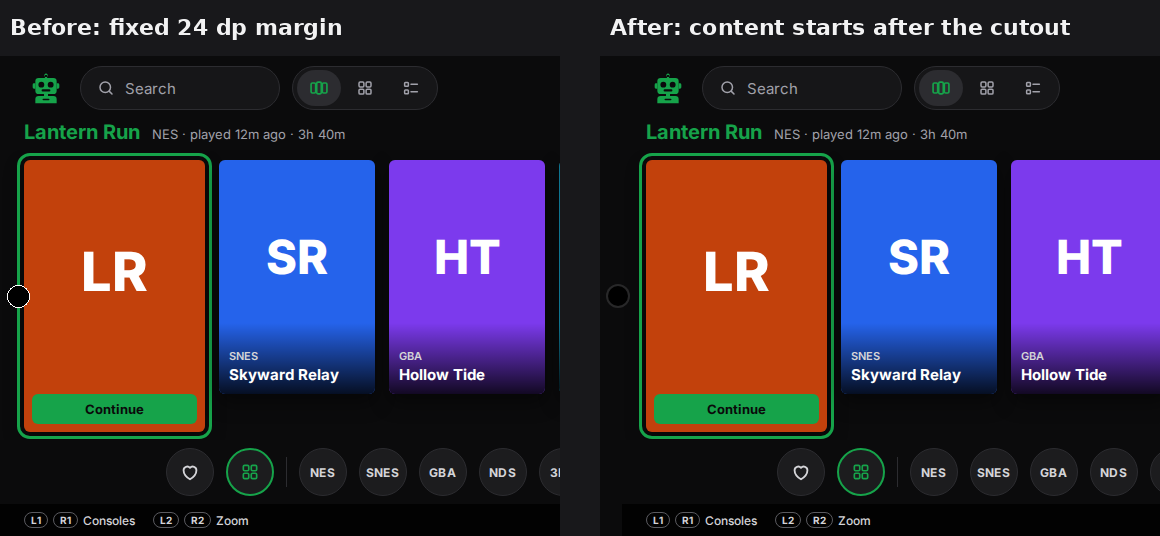 Before: fixed 24 dp margin
Search
Lantern Run NES · played 12m ago · 3h 40m
LR
Continue
SR
SNES
Skyward Relay
HT
GBA
Hollow Tide
NES SNES GBA NDS
L1 R1 Consoles L2 R2 Zoom
After: content starts after the cutout
Search
Lantern Run NES · played 12m ago · 3h 40m
LR
Continue
SR
SNES
Skyward Relay
HT
GBA
Hollow Tide
NES SNES GBA NDS
L1 R1 Consoles L2 R2 Zoom